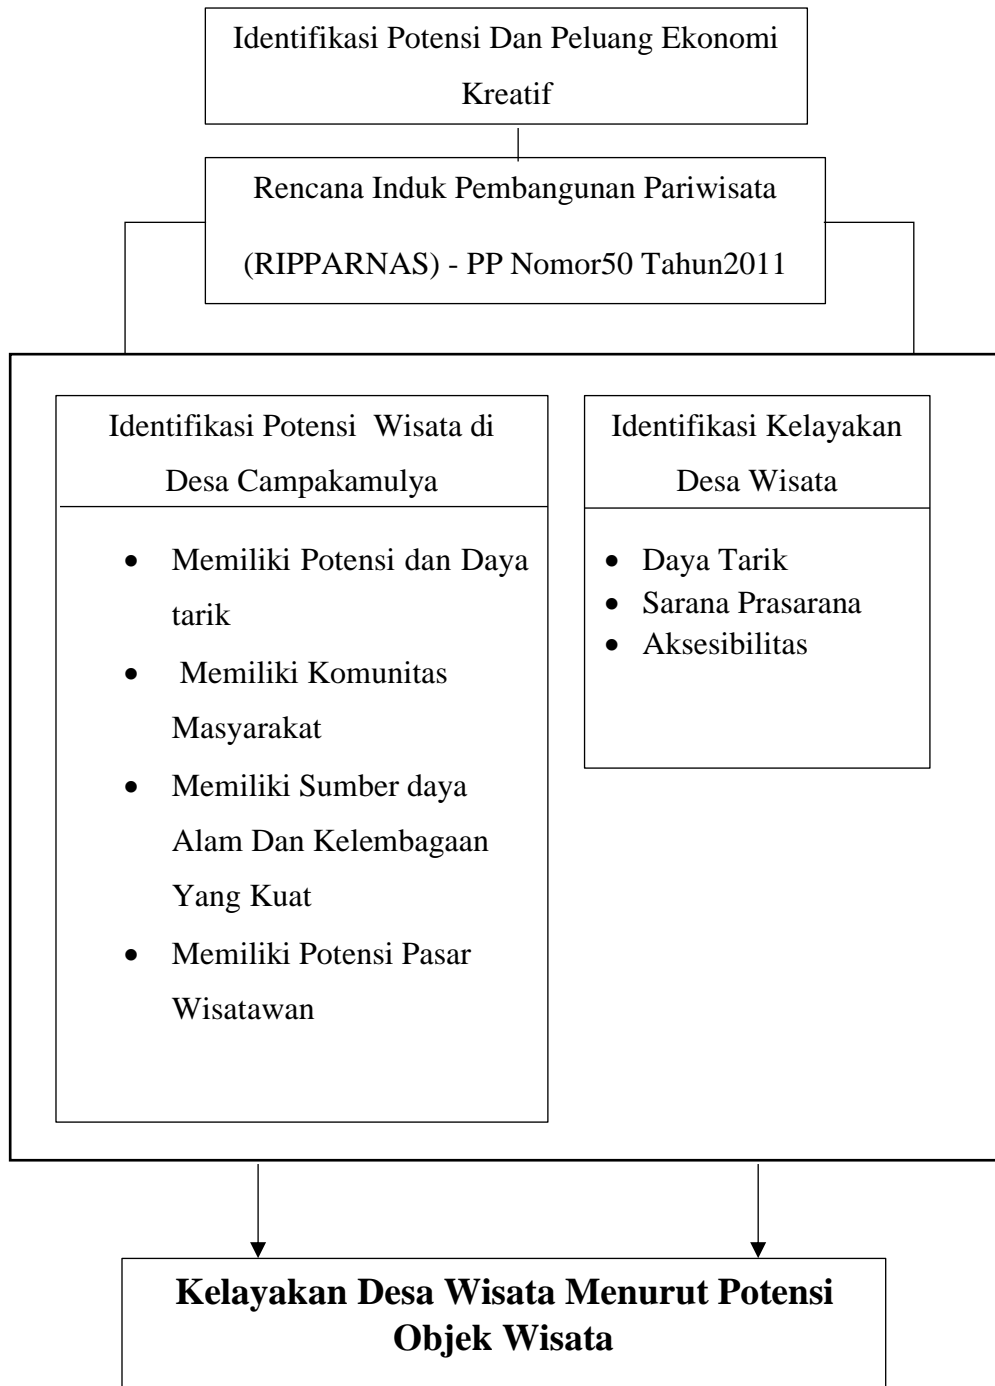 Identifikasi Potensi Dan Peluang Ekonomi
Kreatif
Rencana Induk Pembangunan Pariwisata
(RIPPARNAS) - PP Nomor50 Tahun2011
Identifikasi Potensi  Wisata di
Desa Campakamulya
• Memiliki Potensi dan Daya
tarik
• Memiliki Komunitas
Masyarakat
• Memiliki Sumber daya
Alam Dan Kelembagaan
Yang Kuat
• Memiliki Potensi Pasar
Wisatawan
Identifikasi Kelayakan
Desa Wisata
• Daya Tarik
• Sarana Prasarana
• Aksesibilitas
Kelayakan Desa Wisata Menurut Potensi
Objek Wisata